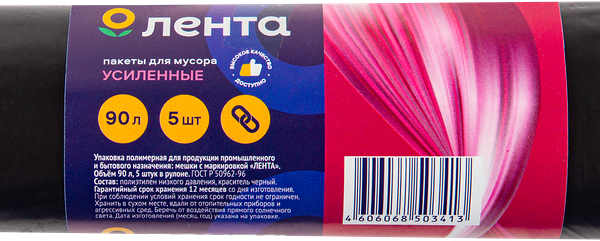 лента
пакеты для мусора
УСИЛЕННЫЕ
ВЫСОКОЕ КАЧЕСТВО
ДОСТУПНО
90 л
5 шт
Упаковка полимерная для продукции промышленного
и бытового назначения: мешки с маркировкой «ЛЕНТА».
Объём 90 л, 5 штук в рулоне. ГОСТ Р 50962-96
Состав: полиэтилен низкого давления, краситель черный.
Гарантийный срок хранения 12 месяцев со дня изготовления.
При соблюдении условий хранения срок годности не ограничен.
Хранить в сухом месте, вдали от отопительных приборов и
агрессивных сред. Беречь от воздействия прямого солнечного
света. Дата изготовления (месяц, год) указана на упаковке.
4 606068 503413